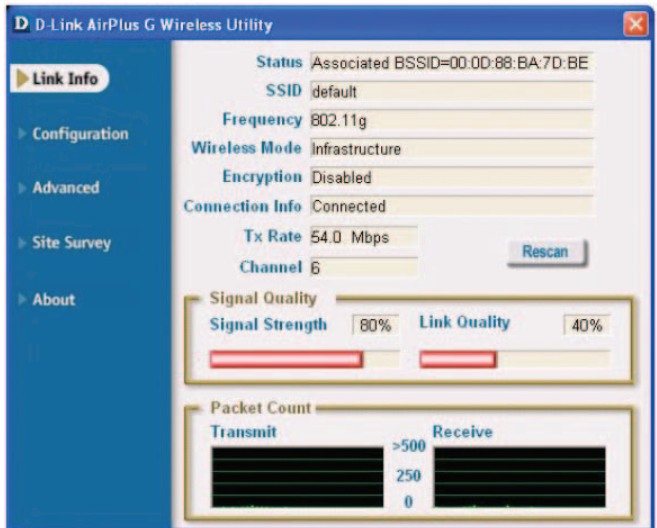 D D-Link AirPlus G Wireless Utility
Link Info
Configuration
Advanced
Site Survey
About
Status Associated BSSID=00:0D:88:BA:7D:BE
SSID default
Frequency 802.11g
Wireless Mode Infrastructure
Encryption Disabled
Connection Info Connected
Tx Rate 54.0 Mbps
Channel 6
Rescan
Signal Quality
Signal Strength 80% Link Quality 40%
Packet Count
Transmit Receive
>500
250
0